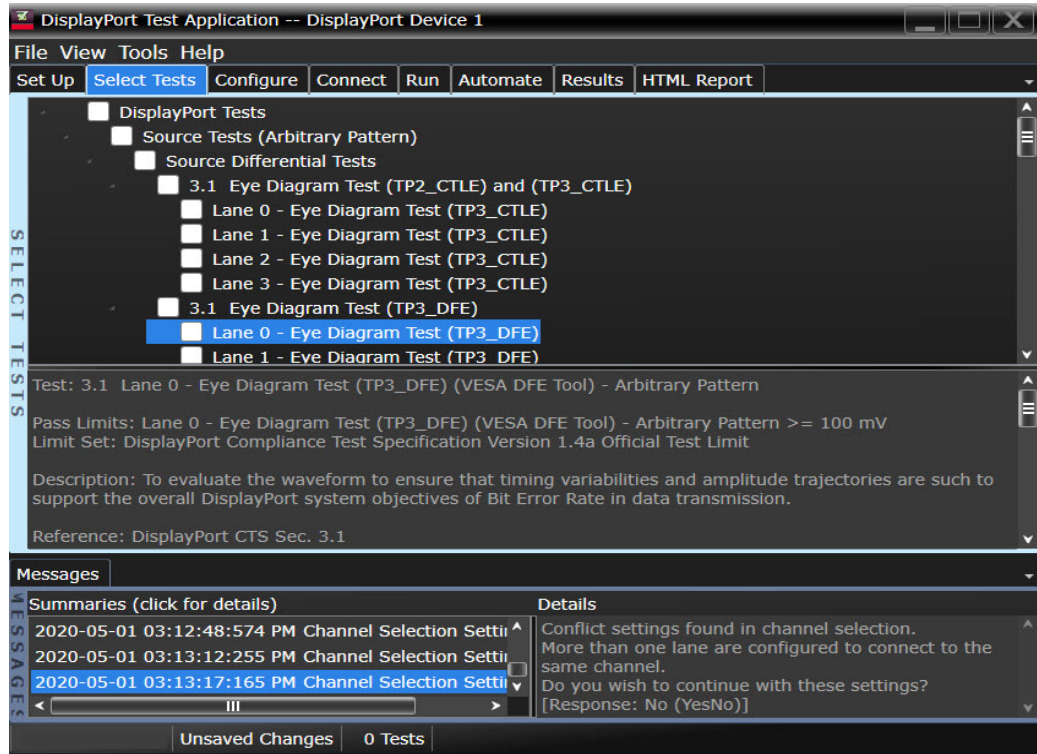 DisplayPort Test Application -- DisplayPort Device 1
File View Tools Help
Set Up Select Tests Configure Connect Run Automate Results HTML Report
DisplayPort Tests
Source Tests (Arbitrary Pattern)
Source Differential Tests
3.1 Eye Diagram Test (TP2_CTLE) and (TP3_CTLE)
Lane 0 - Eye Diagram Test (TP3_CTLE)
Lane 1 - Eye Diagram Test (TP3_CTLE)
Lane 2 - Eye Diagram Test (TP3_CTLE)
Lane 3 - Eye Diagram Test (TP3_CTLE)
3.1 Eye Diagram Test (TP3_DFE)
Lane 0 - Eye Diagram Test (TP3_DFE)
Lane 1 - Eye Diagram Test (TP3_DFE)
SELECT TESTS
Test: 3.1 Lane 0 - Eye Diagram Test (TP3_DFE) (VESA DFE Tool) - Arbitrary Pattern
Pass Limits: Lane 0 - Eye Diagram Test (TP3_DFE) (VESA DFE Tool) - Arbitrary Pattern >= 100 mV
Limit Set: DisplayPort Compliance Test Specification Version 1.4a Official Test Limit
Description: To evaluate the waveform to ensure that timing variabilities and amplitude trajectories are such to
support the overall DisplayPort system objectives of Bit Error Rate in data transmission.
Reference: DisplayPort CTS Sec. 3.1
Messages
MESSAGES
Summaries (click for details)
2020-05-01 03:12:48:574 PM Channel Selection Settin
2020-05-01 03:13:12:255 PM Channel Selection Settin
2020-05-01 03:13:17:165 PM Channel Selection Settin
Details
Conflict settings found in channel selection.
More than one lane are configured to connect to the
same channel.
Do you wish to continue with these settings?
[Response: No (YesNo)]
Unsaved Changes 0 Tests